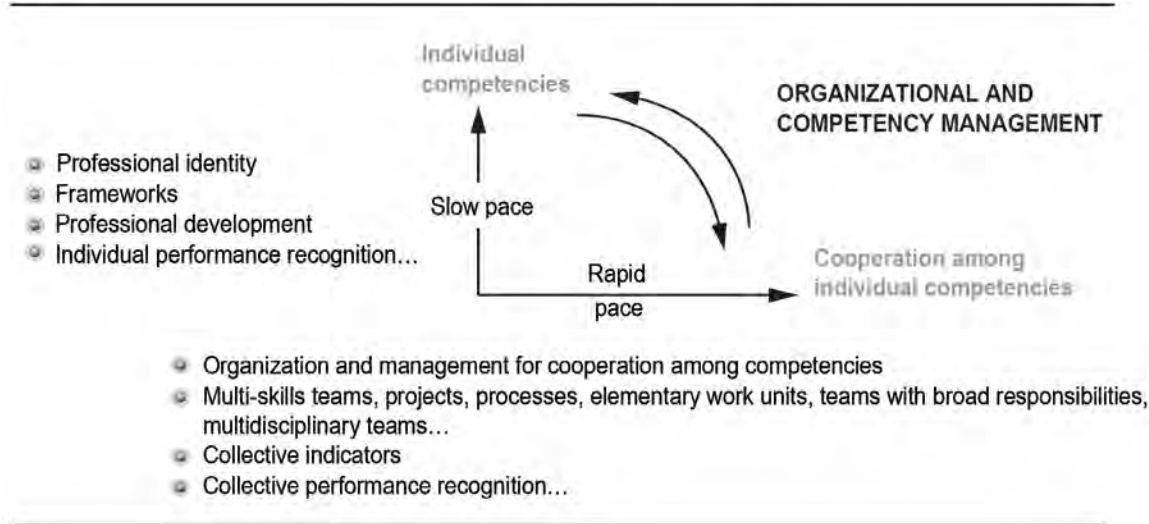 Individual
competencies
ORGANIZATIONAL AND
COMPETENCY MANAGEMENT
Professional identity
Frameworks
Professional development
Individual performance recognition…
Slow pace
Rapid
pace
Cooperation among
individual competencies
Organization and management for cooperation among competencies
Multi-skills teams, projects, processes, elementary work units, teams with broad responsibilities,
multidisciplinary teams…
Collective indicators
Collective performance recognition…